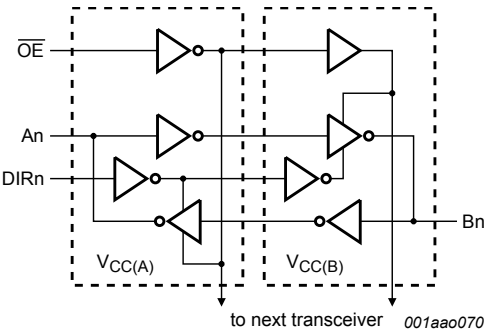 OE
An
DIRn
Bn
VCC(A)
VCC(B)
to next transceiver
001aao070